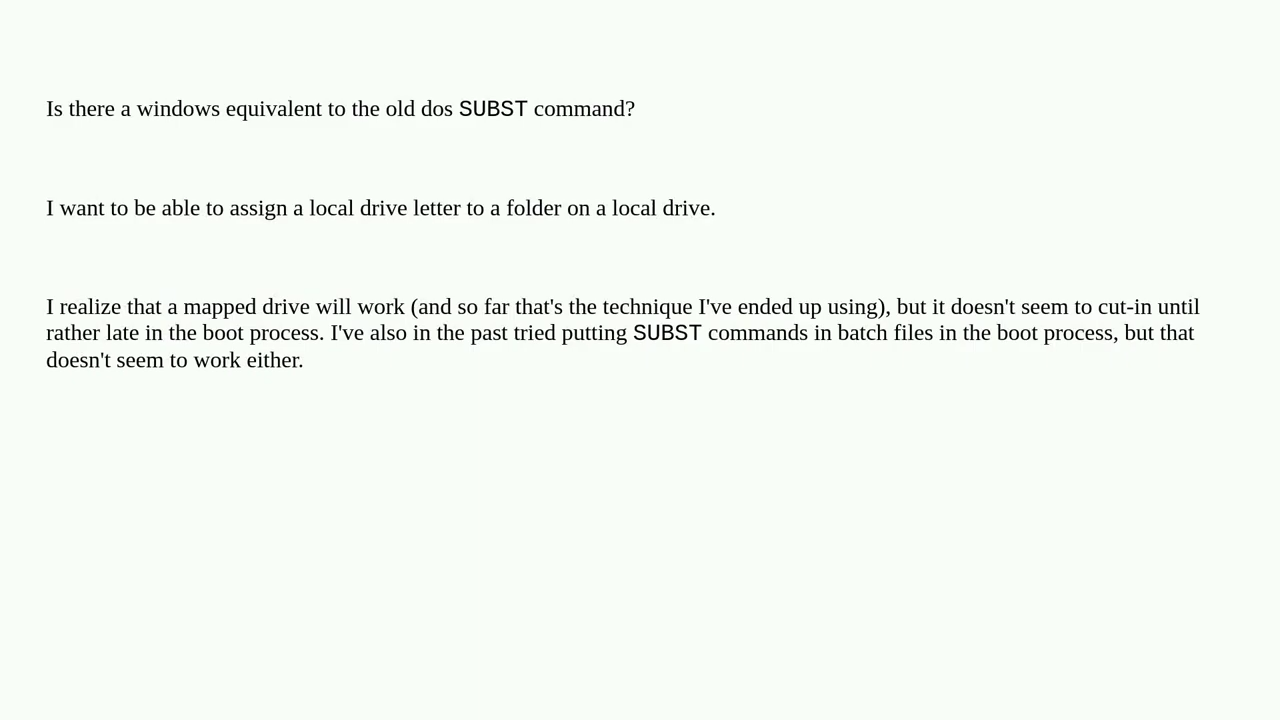 Is there a windows equivalent to the old dos SUBST command?
I want to be able to assign a local drive letter to a folder on a local drive.
I realize that a mapped drive will work (and so far that's the technique I've ended up using), but it doesn't seem to cut-in until
rather late in the boot process. I've also in the past tried putting SUBST commands in batch files in the boot process, but that
doesn't seem to work either.